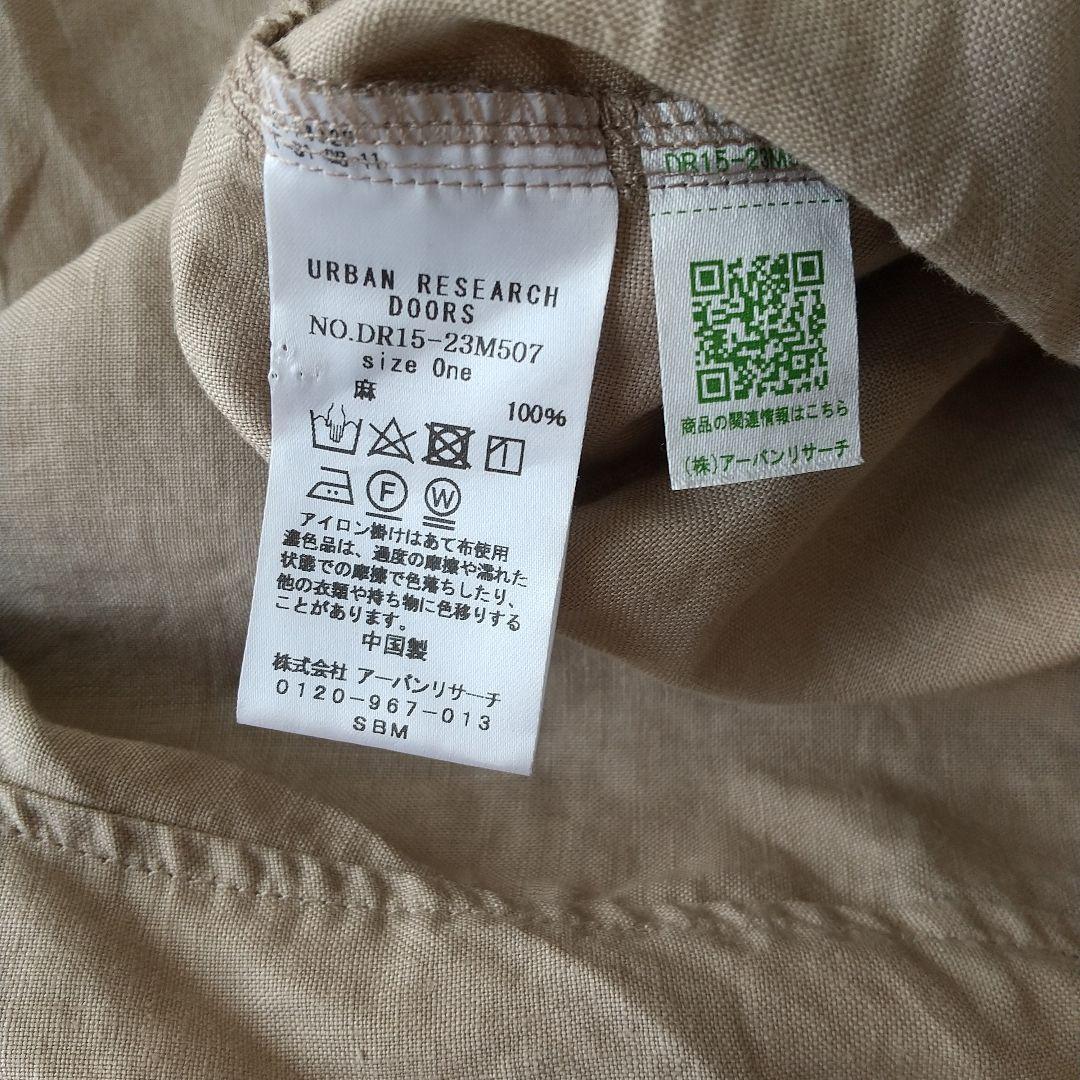 URBAN RESEARCH
DOORS
NO.DR15-23M507
size One
麻
100%
F
W
アイロン掛けはあて布使用
濃色品は、過度の摩擦や濡れた
状態での摩擦で色落ちしたり、
他の衣類や持ち物に色移りする
ことがあります。
中国製
株式会社 アーバンリサーチ
0120-967-013
SBM
DR15-23M
商品の関連情報はこちら
(株)アーバンリサーチ